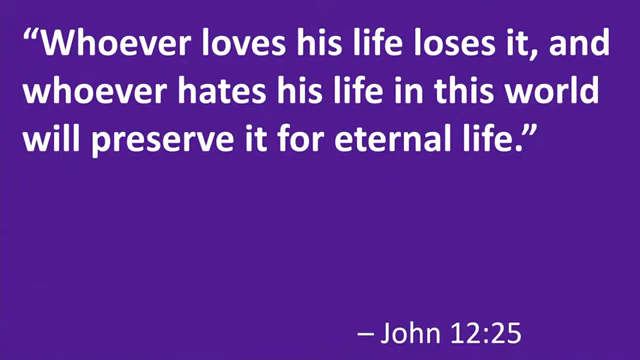 “Whoever loves his life loses it, and
whoever hates his life in this world
will preserve it for eternal life.”
– John 12:25